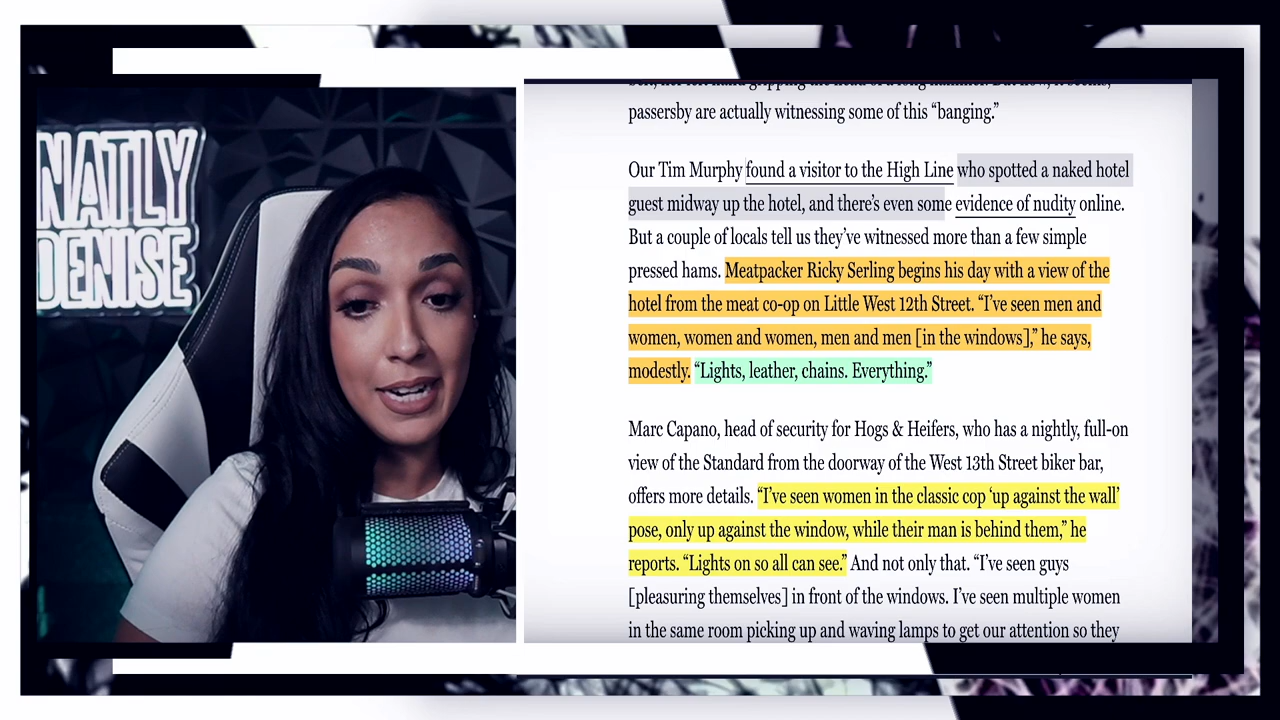 NATLY
DENISE
passersby are actually witnessing some of this “banging.”
Our Tim Murphy found a visitor to the High Line who spotted a naked hotel
guest midway up the hotel, and there’s even some evidence of nudity online.
But a couple of locals tell us they’ve witnessed more than a few simple
pressed hams. Meatpacker Ricky Serling begins his day with a view of the
hotel from the meat co-op on Little West 12th Street. “I’ve seen men and
women, women and women, men and men [in the windows],” he says,
modestly. “Lights, leather, chains. Everything.”
Marc Capano, head of security for Hogs & Heifers, who has a nightly, full-on
view of the Standard from the doorway of the West 13th Street biker bar,
offers more details. “I’ve seen women in the classic cop ‘up against the wall’
pose, only up against the window, while their man is behind them,” he
reports. “Lights on so all can see.” And not only that. “I’ve seen guys
[pleasuring themselves] in front of the windows. I’ve seen multiple women
in the same room picking up and waving lamps to get our attention so they